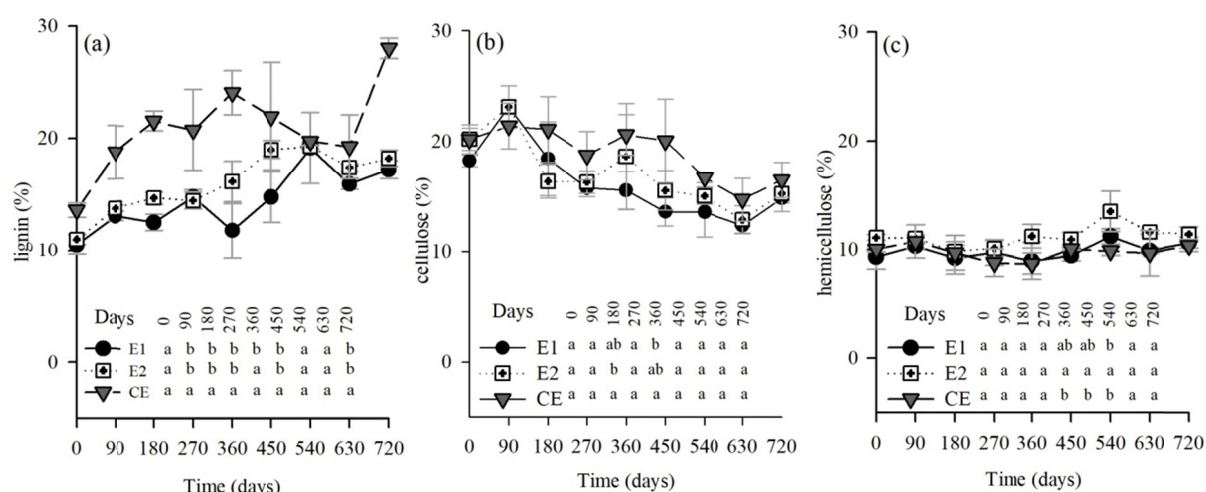 (a)
30
20
10
0
lignin (%)
Days 0 90 180 270 360 450 540 630 720
E1 a b b b b b a a b
E2 a b b b b a a a b
CE a a a a a a a a a
0 90 180 270 360 450 540 630 720
Time (days)
(b)
30
20
10
0
cellulose (%)
Days 0 90 180 270 360 450 540 630 720
E1 a a ab a b a a a a
E2 a a b a ab a a a a
CE a a a a a a a a a
0 90 180 270 360 450 540 630 720
Time (days)
(c)
30
20
10
0
hemicellulose (%)
Days 0 90 180 270 360 450 540 630 720
E1 a a a a ab ab b a a
E2 a a a a a a a a a
CE a a a a b b b a a
0 90 180 270 360 450 540 630 720
Time (days)